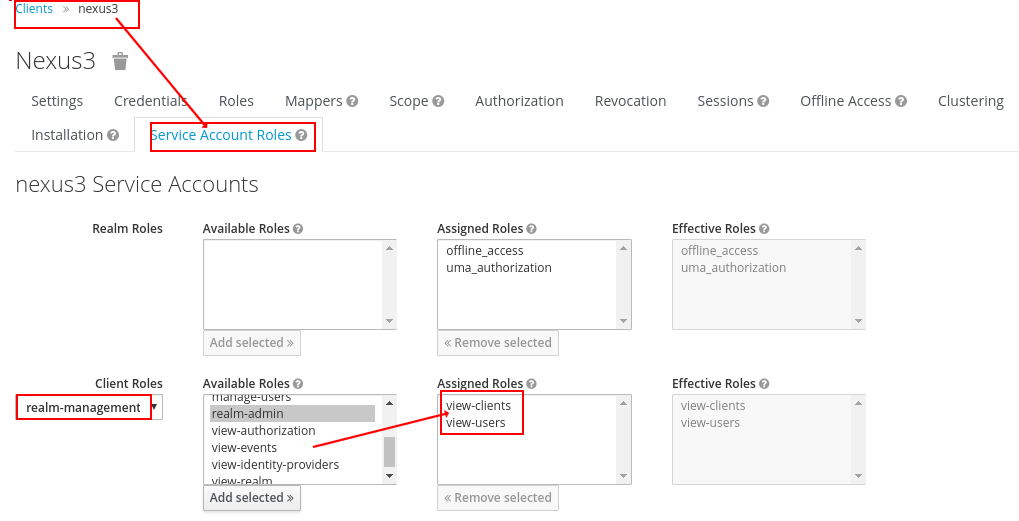 Clients » nexus3
Nexus3
Settings Credentials Roles Mappers Scope Authorization Revocation Sessions Offline Access Clustering
Installation Service Account Roles
nexus3 Service Accounts
Realm Roles Available Roles Assigned Roles Effective Roles
offline_access offline_access
uma_authorization uma_authorization
Add selected » « Remove selected
Client Roles Available Roles Assigned Roles Effective Roles
manage-users
realm-management realm-admin view-clients view-clients
view-authorization view-users view-users
view-events
view-identity-providers
view-realm
Add selected » « Remove selected